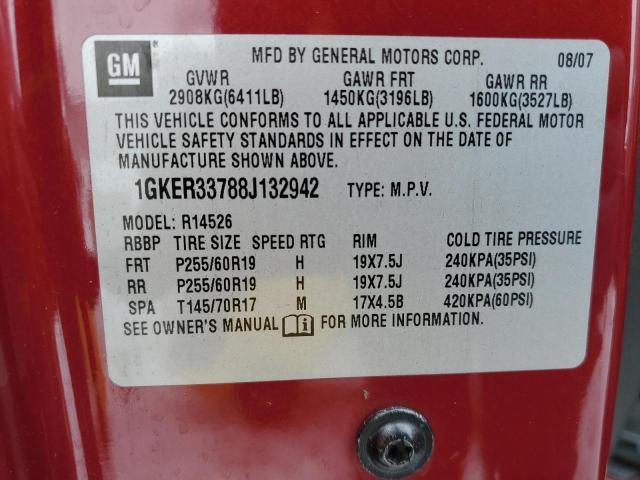 GM
MFD BY GENERAL MOTORS CORP. 08/07
GVWR GAWR FRT GAWR RR
2908KG(6411LB) 1450KG(3196LB) 1600KG(3527LB)
THIS VEHICLE CONFORMS TO ALL APPLICABLE U.S. FEDERAL MOTOR
VEHICLE SAFETY STANDARDS IN EFFECT ON THE DATE OF
MANUFACTURE SHOWN ABOVE.
1GKER33788J132942 TYPE: M.P.V.
MODEL: R14526
RBBP TIRE SIZE SPEED RTG RIM COLD TIRE PRESSURE
FRT P255/60R19 H 19X7.5J 240KPA(35PSI)
RR P255/60R19 H 19X7.5J 240KPA(35PSI)
SPA T145/70R17 M 17X4.5B 420KPA(60PSI)
SEE OWNER'S MANUAL i FOR MORE INFORMATION.